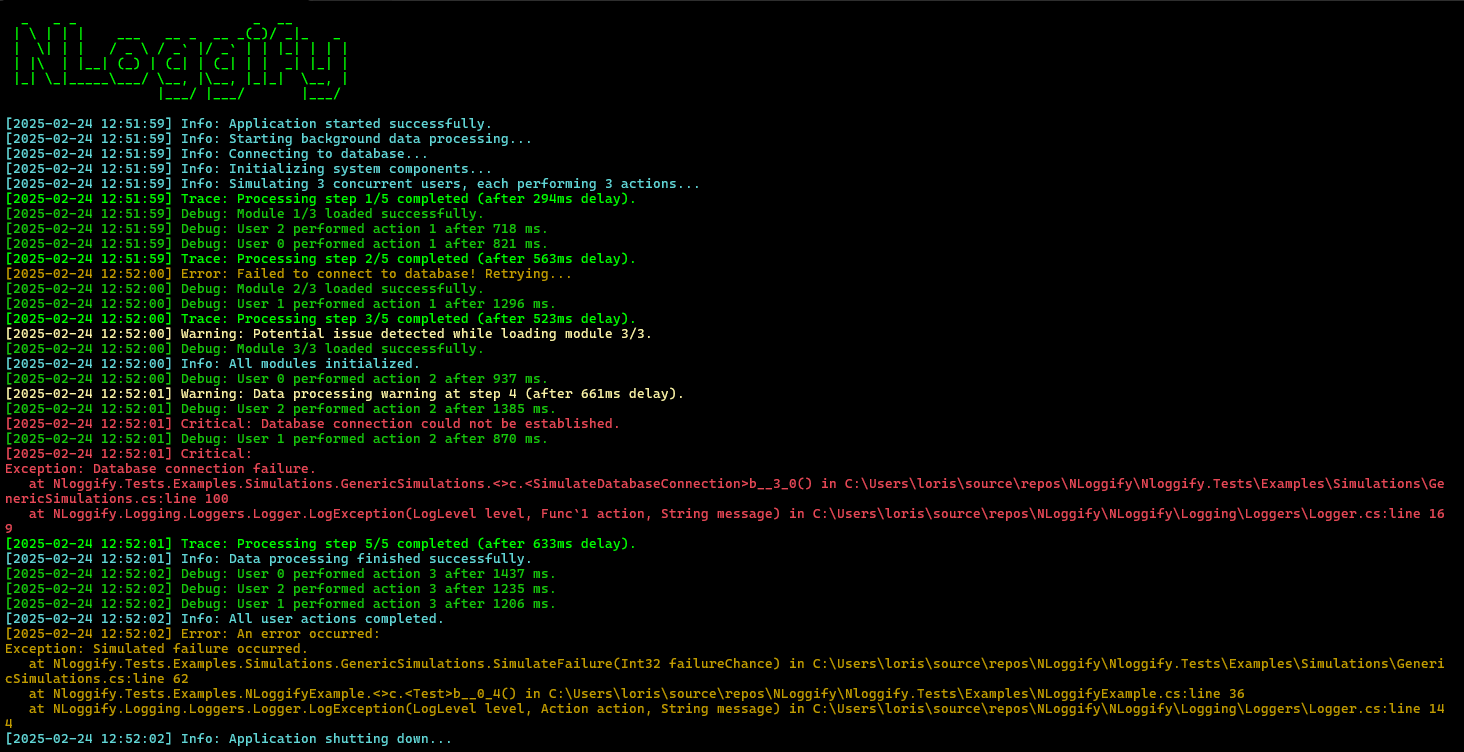 NLoggify
[2025-02-24 12:51:59] Info: Application started successfully.
[2025-02-24 12:51:59] Info: Starting background data processing...
[2025-02-24 12:51:59] Info: Connecting to database...
[2025-02-24 12:51:59] Info: Initializing system components...
[2025-02-24 12:51:59] Info: Simulating 3 concurrent users, each performing 3 actions...
[2025-02-24 12:51:59] Trace: Processing step 1/5 completed (after 294ms delay).
[2025-02-24 12:51:59] Debug: Module 1/3 loaded successfully.
[2025-02-24 12:51:59] Debug: User 2 performed action 1 after 718 ms.
[2025-02-24 12:51:59] Debug: User 0 performed action 1 after 821 ms.
[2025-02-24 12:51:59] Trace: Processing step 2/5 completed (after 563ms delay).
[2025-02-24 12:52:00] Error: Failed to connect to database! Retrying...
[2025-02-24 12:52:00] Debug: Module 2/3 loaded successfully.
[2025-02-24 12:52:00] Debug: User 1 performed action 1 after 1296 ms.
[2025-02-24 12:52:00] Trace: Processing step 3/5 completed (after 523ms delay).
[2025-02-24 12:52:00] Warning: Potential issue detected while loading module 3/3.
[2025-02-24 12:52:00] Debug: Module 3/3 loaded successfully.
[2025-02-24 12:52:00] Info: All modules initialized.
[2025-02-24 12:52:00] Debug: User 0 performed action 2 after 937 ms.
[2025-02-24 12:52:01] Warning: Data processing warning at step 4 (after 661ms delay).
[2025-02-24 12:52:01] Debug: User 2 performed action 2 after 1385 ms.
[2025-02-24 12:52:01] Critical: Database connection could not be established.
[2025-02-24 12:52:01] Debug: User 1 performed action 2 after 870 ms.
[2025-02-24 12:52:01] Critical:
Exception: Database connection failure.
   at Nloggify.Tests.Examples.Simulations.GenericSimulations.<>c.<SimulateDatabaseConnection>b__3_0() in C:\Users\loris\source\repos\NLoggify\Nloggify.Tests\Examples\Simulations\Ge
nericSimulations.cs:line 100
   at NLoggify.Logging.Loggers.Logger.LogException(LogLevel level, Func`1 action, String message) in C:\Users\loris\source\repos\NLoggify\NLoggify\Logging\Loggers\Logger.cs:line 16
9
[2025-02-24 12:52:01] Trace: Processing step 5/5 completed (after 633ms delay).
[2025-02-24 12:52:01] Info: Data processing finished successfully.
[2025-02-24 12:52:02] Debug: User 0 performed action 3 after 1437 ms.
[2025-02-24 12:52:02] Debug: User 2 performed action 3 after 1235 ms.
[2025-02-24 12:52:02] Debug: User 1 performed action 3 after 1206 ms.
[2025-02-24 12:52:02] Info: All user actions completed.
[2025-02-24 12:52:02] Error: An error occurred:
Exception: Simulated failure occurred.
   at Nloggify.Tests.Examples.Simulations.GenericSimulations.SimulateFailure(Int32 failureChance) in C:\Users\loris\source\repos\NLoggify\Nloggify.Tests\Examples\Simulations\Generi
cSimulations.cs:line 62
   at Nloggify.Tests.Examples.NLoggifyExample.<>c.<Test>b__0_4() in C:\Users\loris\source\repos\NLoggify\Nloggify.Tests\Examples\NLoggifyExample.cs:line 36
   at NLoggify.Logging.Loggers.Logger.LogException(LogLevel level, Action action, String message) in C:\Users\loris\source\repos\NLoggify\NLoggify\Logging\Loggers\Logger.cs:line 14
4
[2025-02-24 12:52:02] Info: Application shutting down...